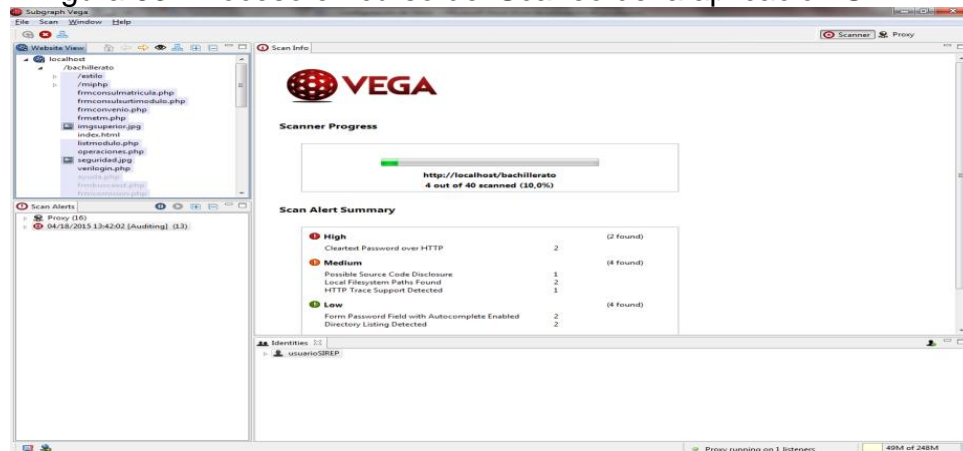 Subgraph Vega
File Scan Window Help
Scanner Proxy
Website View
localhost
/bachillerato
/estilo
/miphp
frmconsulmatricula.php
frmconsulsurtimodulo.php
frmconvenio.php
frmetm.php
imgsuperior.jpg
index.html
listmodulo.php
operaciones.php
seguridad.jpg
verilogin.php
Scan Alerts
Proxy (16)
04/18/2015 13:42:02 [Auditing] (13)
Scan Info
VEGA
Scanner Progress
http://localhost/bachillerato
4 out of 40 scanned (10,0%)
Scan Alert Summary
High (2 found)
Cleartext Password over HTTP 2
Medium (4 found)
Possible Source Code Disclosure 1
Local Filesystem Paths Found 2
HTTP Trace Support Detected 1
Low (4 found)
Form Password Field with Autocomplete Enabled 2
Directory Listing Detected 2
Identities
usuarioSIREP
Proxy running on 1 listeners 49M of 248M